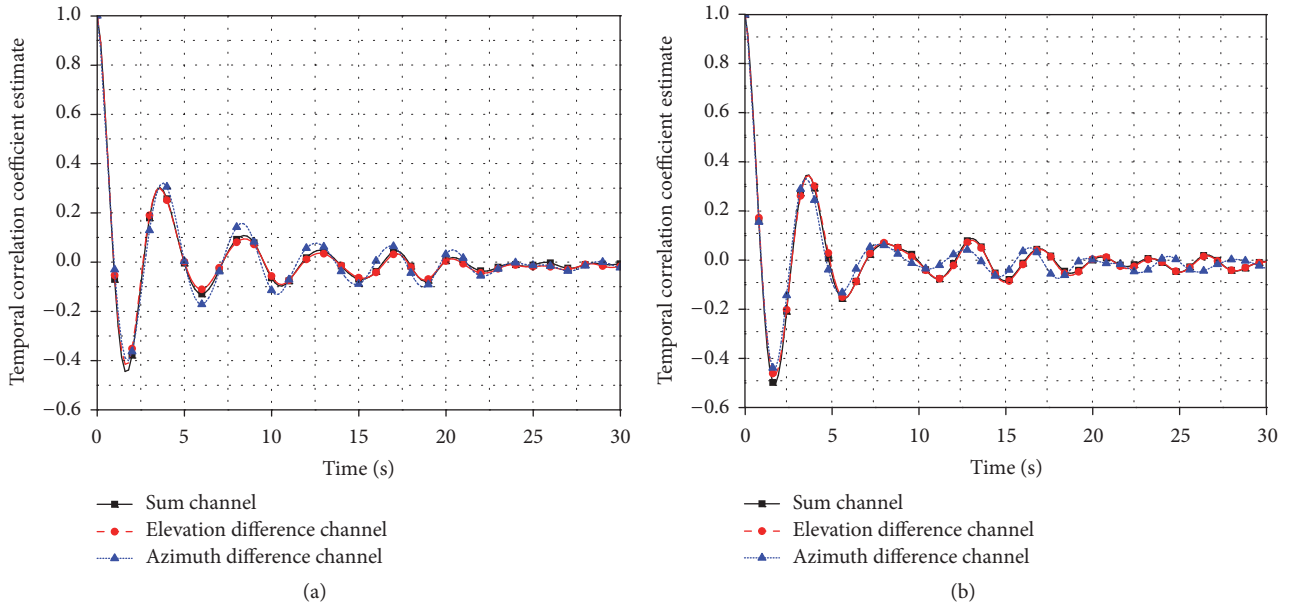 Temporal correlation coefficient estimate
1.0
0.8
0.6
0.4
0.2
0.0
−0.2
−0.4
−0.6
0 5 10 15 20 25 30
Time (s)
Sum channel
Elevation difference channel
Azimuth difference channel
(a)
Temporal correlation coefficient estimate
1.0
0.8
0.6
0.4
0.2
0.0
−0.2
−0.4
−0.6
0 5 10 15 20 25 30
Time (s)
Sum channel
Elevation difference channel
Azimuth difference channel
(b)